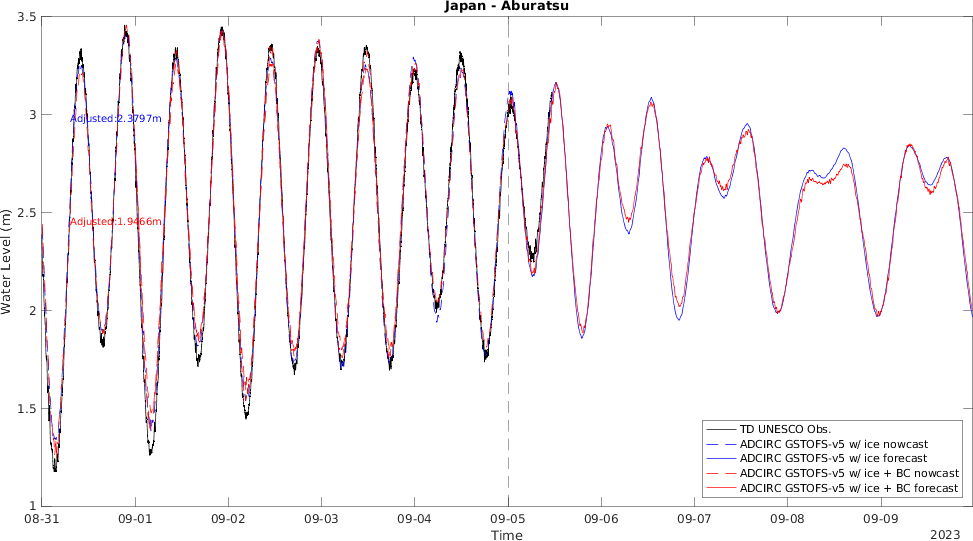 Japan - Aburatsu
3.5
3
2.5
2
1.5
1
Water Level (m)
Adjusted:2.3797m
Adjusted:1.9466m
TD UNESCO Obs.
ADCIRC GSTOFS-v5 w/ ice nowcast
ADCIRC GSTOFS-v5 w/ ice forecast
ADCIRC GSTOFS-v5 w/ ice + BC nowcast
ADCIRC GSTOFS-v5 w/ ice + BC forecast
08-31 09-01 09-02 09-03 09-04 09-05 09-06 09-07 09-08 09-09
Time
2023